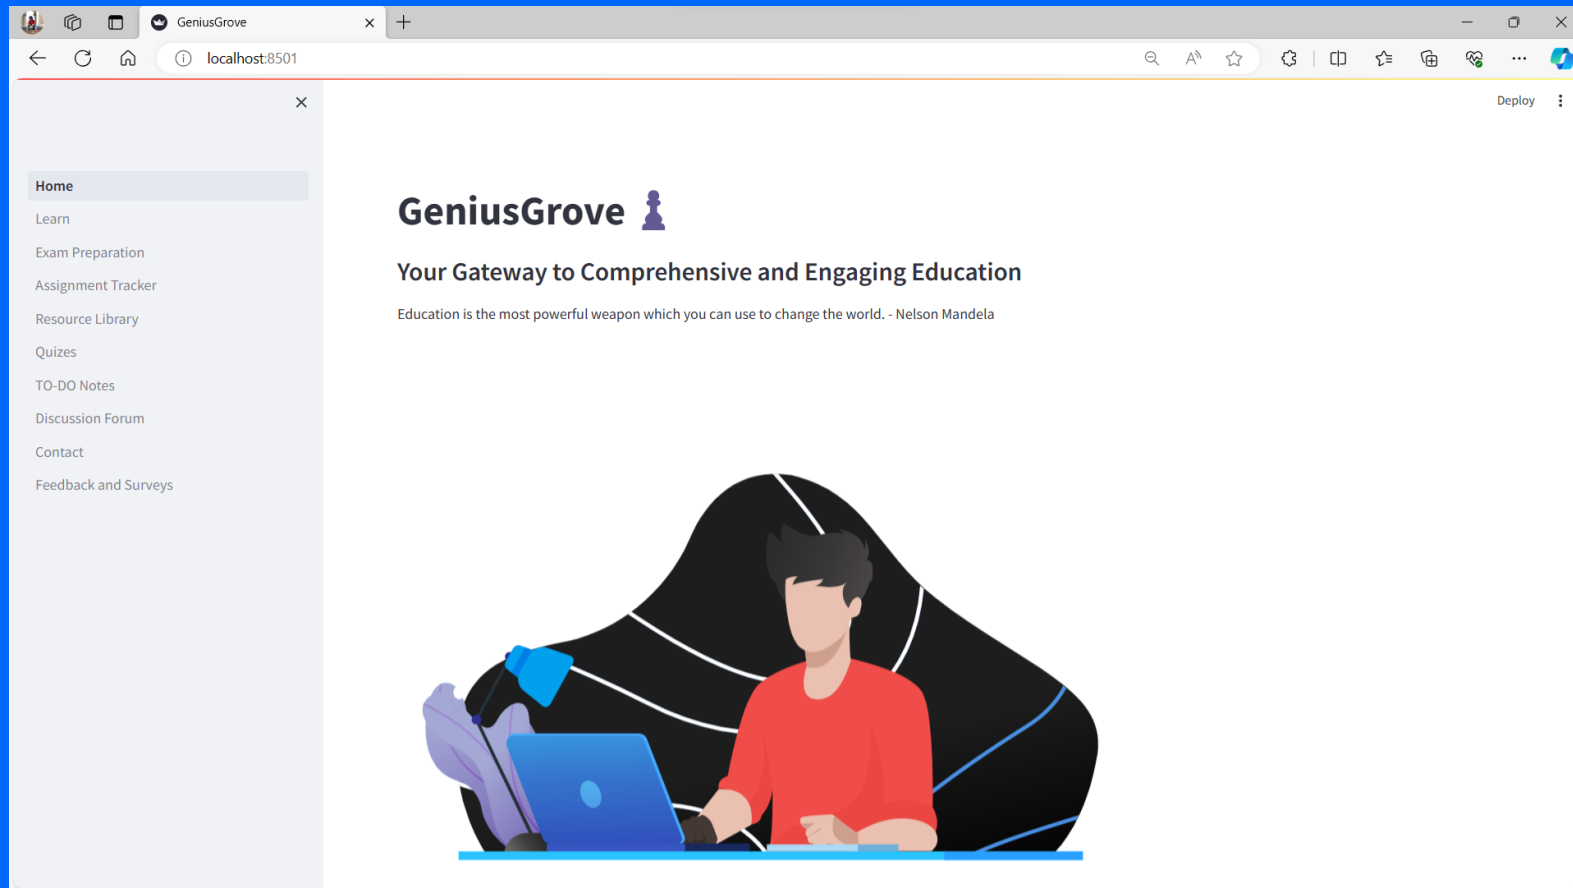 GeniusGrove
localhost:8501
Deploy
Home
Learn
Exam Preparation
Assignment Tracker
Resource Library
Quizes
TO-DO Notes
Discussion Forum
Contact
Feedback and Surveys
GeniusGrove
Your Gateway to Comprehensive and Engaging Education
Education is the most powerful weapon which you can use to change the world. - Nelson Mandela